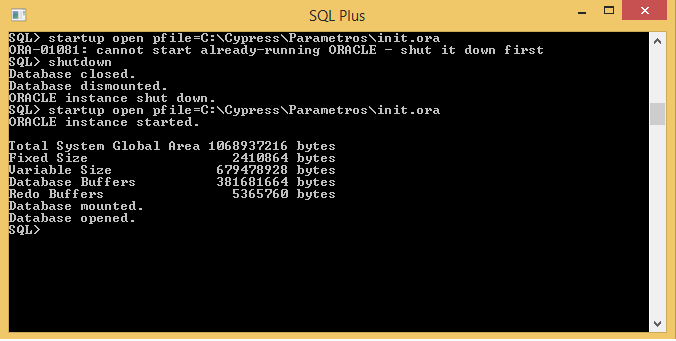 SQL Plus
SQL> startup open pfile=C:\Cypress\Parametros\init.ora
ORA-01081: cannot start already-running ORACLE - shut it down first
SQL> shutdown
Database closed.
Database dismounted.
ORACLE instance shut down.
SQL> startup open pfile=C:\Cypress\Parametros\init.ora
ORACLE instance started.
Total System Global Area 1068937216 bytes
Fixed Size                  2410864 bytes
Variable Size             679478928 bytes
Database Buffers          381681664 bytes
Redo Buffers                5365760 bytes
Database mounted.
Database opened.
SQL>